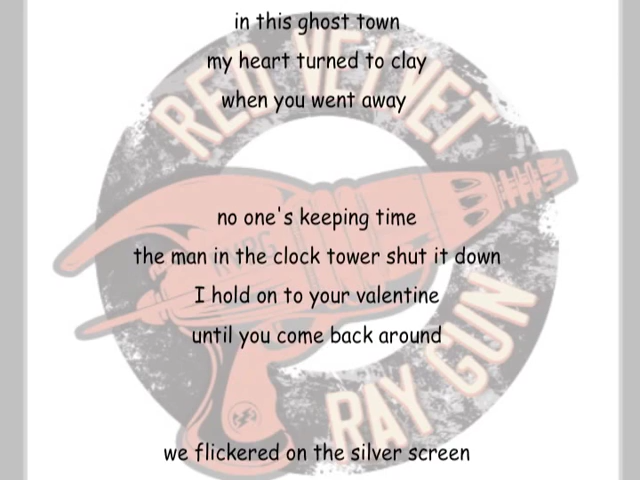 in this ghost town
my heart turned to clay
when you went away
no one's keeping time
the man in the clock tower shut it down
I hold on to your valentine
until you come back around
we flickered on the silver screen
RED VELVET
RVRG
RAY GUN